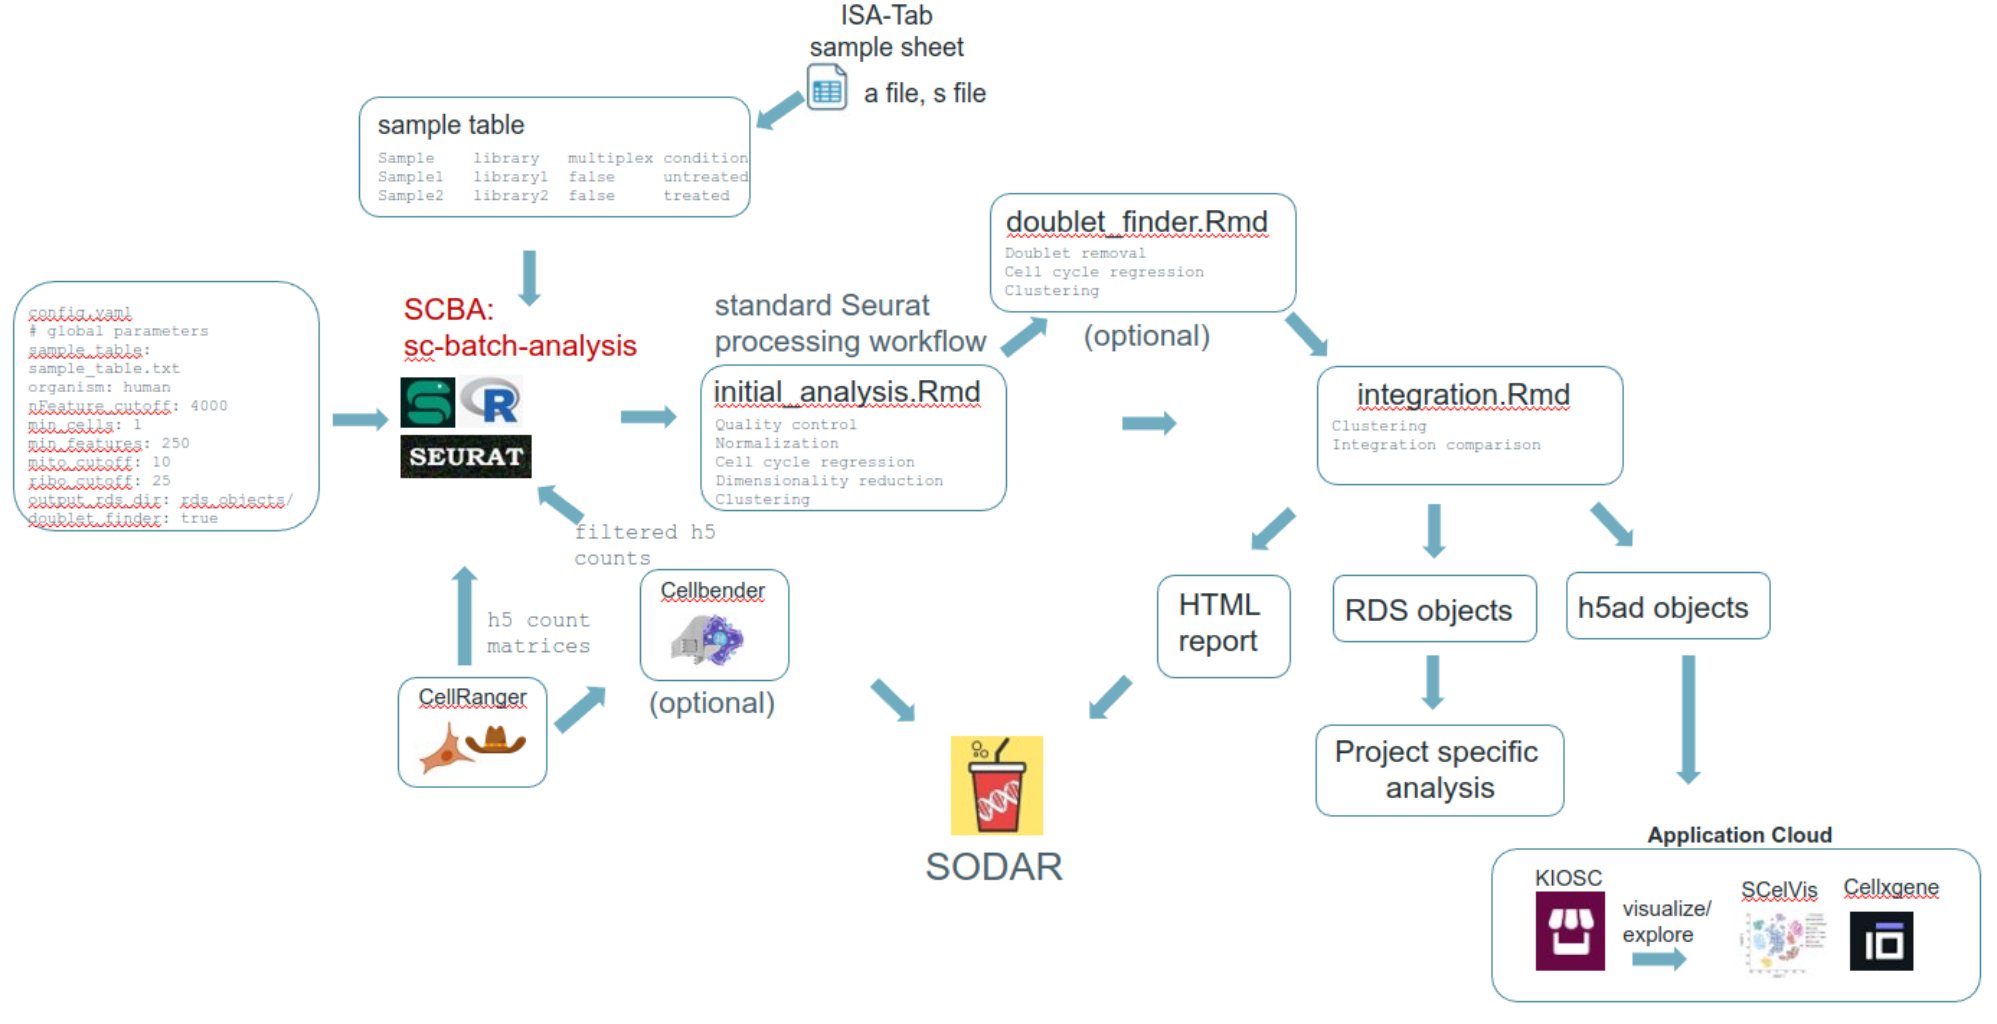 ISA-Tab
sample sheet
a file, s file
sample table
Sample library multiplex condition
Sample1 library1 false untreated
Sample2 library2 false treated
config.yaml
# global parameters
sample_table:
sample_table.txt
organism: human
nFeature_cutoff: 4000
min_cells: 1
min_features: 250
mito_cutoff: 10
ribo_cutoff: 25
output_rds_dir: rds_objects/
doublet_finder: true
SCBA:
sc-batch-analysis
R
SEURAT
standard Seurat
processing workflow
initial_analysis.Rmd
Quality control
Normalization
Cell cycle regression
Dimensionality reduction
Clustering
doublet_finder.Rmd
Doublet removal
Cell cycle regression
Clustering
(optional)
integration.Rmd
Clustering
Integration comparison
filtered h5
counts
h5 count
matrices
Cellbender
(optional)
CellRanger
HTML
report
RDS objects
h5ad objects
Project specific
analysis
SODAR
Application Cloud
KIOSC
visualize/
explore
SCelVis
Cellxgene